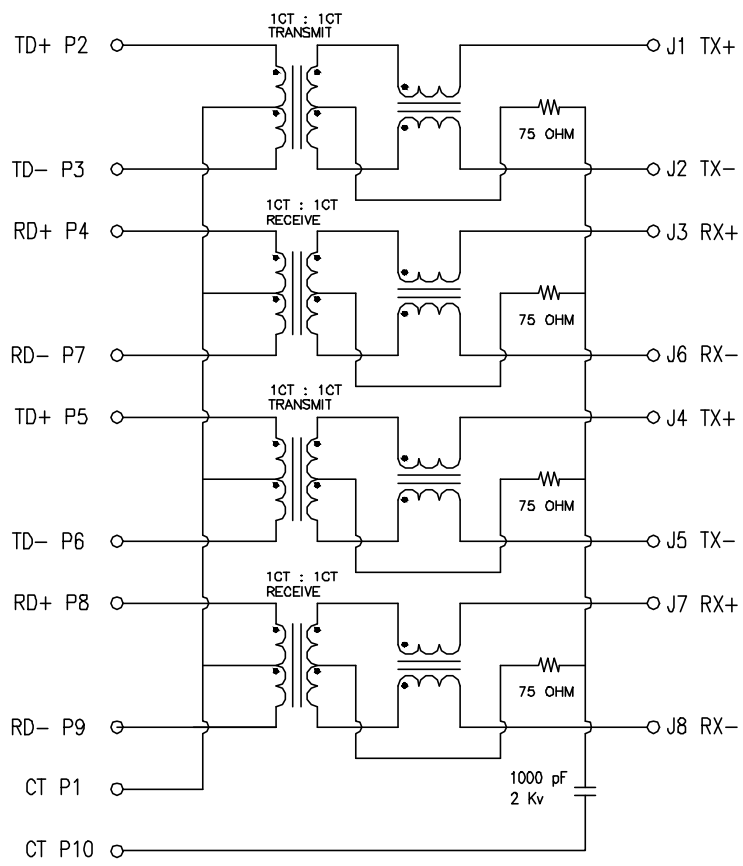 1CT : 1CT
TRANSMIT
TD+ P2
J1 TX+
75 OHM
TD- P3
J2 TX-
1CT : 1CT
RECEIVE
RD+ P4
J3 RX+
75 OHM
RD- P7
J6 RX-
1CT : 1CT
TRANSMIT
TD+ P5
J4 TX+
75 OHM
TD- P6
J5 TX-
1CT : 1CT
RECEIVE
RD+ P8
J7 RX+
75 OHM
RD- P9
J8 RX-
CT P1
1000 pF
2 Kv
CT P10